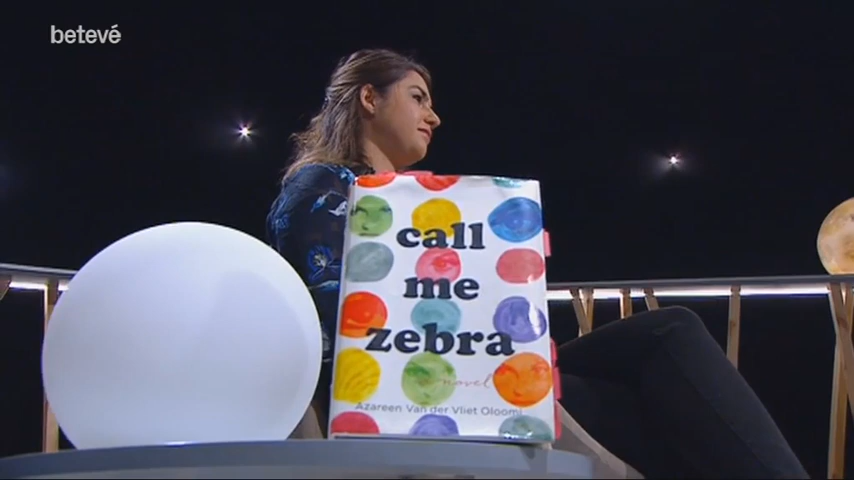 betevé
call
me
zebra
a novel
Azareen Van der Vliet Oloomi